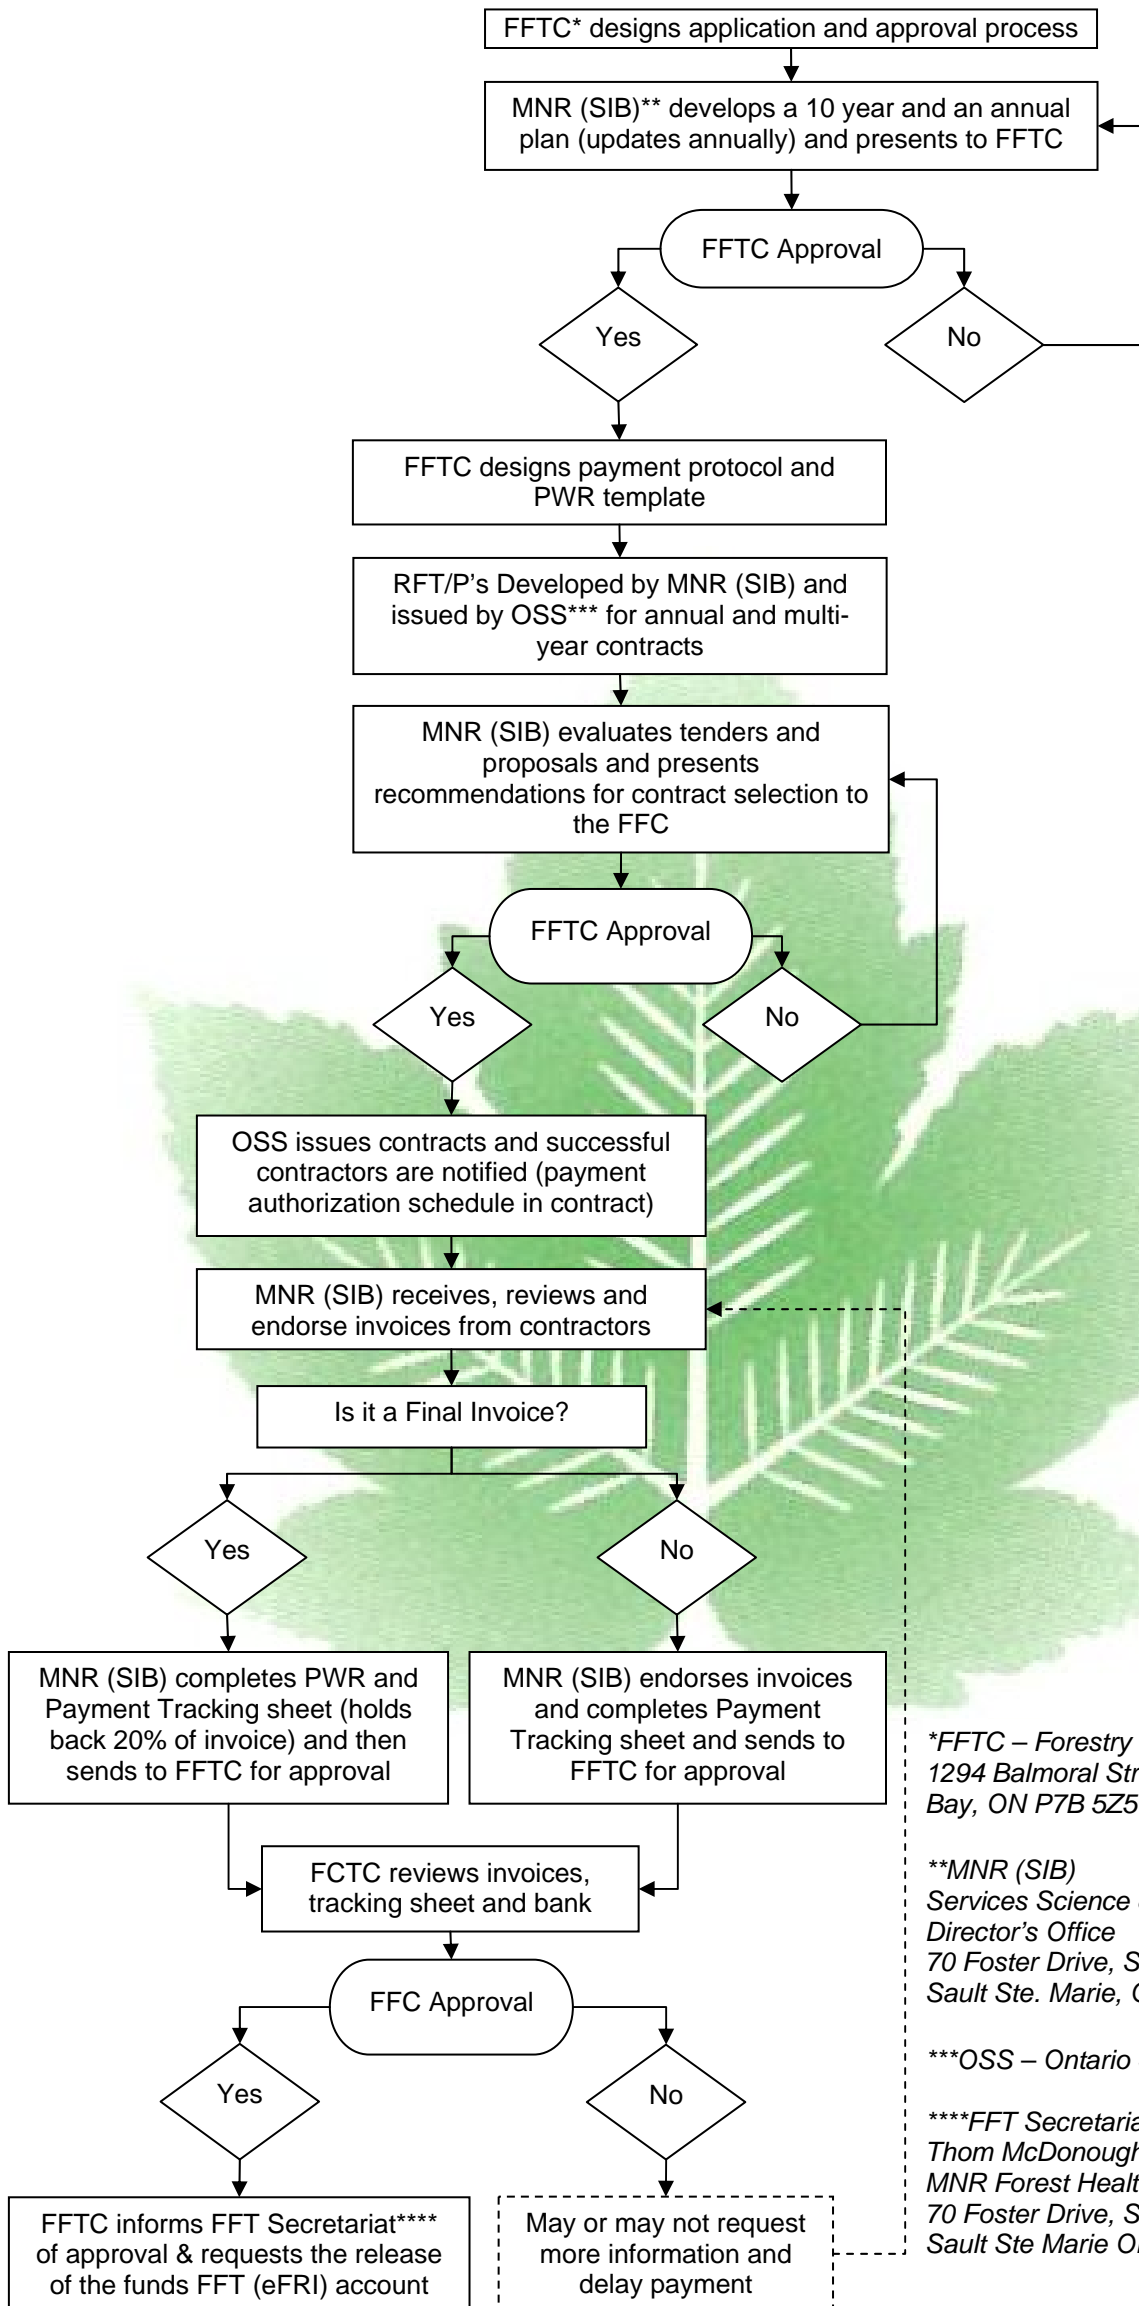 FFTC* designs application and approval process
MNR (SIB)** develops a 10 year and an annual
plan (updates annually) and presents to FFTC
FFTC Approval
Yes
No
FFTC designs payment protocol and
PWR template
RFT/P's Developed by MNR (SIB) and
issued by OSS*** for annual and multi-
year contracts
MNR (SIB) evaluates tenders and
proposals and presents
recommendations for contract selection to
the FFC
FFTC Approval
Yes
No
OSS issues contracts and successful
contractors are notified (payment
authorization schedule in contract)
MNR (SIB) receives, reviews and
endorse invoices from contractors
Is it a Final Invoice?
Yes
No
MNR (SIB) completes PWR and
Payment Tracking sheet (holds
back 20% of invoice) and then
sends to FFTC for approval
MNR (SIB) endorses invoices
and completes Payment
Tracking sheet and sends to
FFTC for approval
FCTC reviews invoices,
tracking sheet and bank
FFC Approval
Yes
No
FFTC informs FFT Secretariat****
of approval & requests the release
of the funds FFT (eFRI) account
May or may not request
more information and
delay payment
*FFTC – Forestry
1294 Balmoral
Bay, ON P7B 5Z5
**MNR (SIB)
Services Science
Director's Office
70 Foster Drive,
Sault Ste. Marie,
***OSS – Ontario
****FFT
Thom McDonough
MNR Forest
70 Foster Drive,
Sault Ste Marie